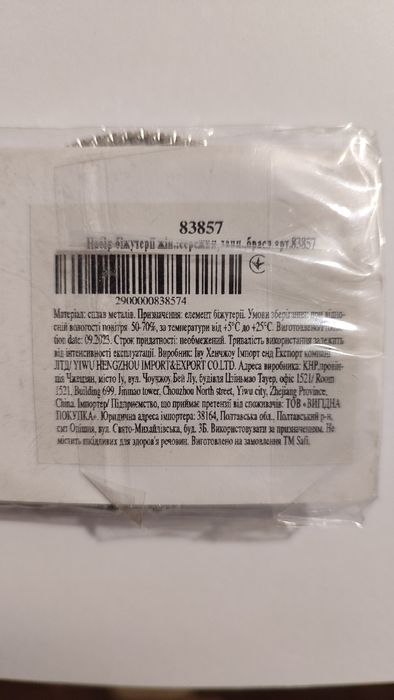 83857
Набір біжутерії жін.:сережки, ланц, брасл арт.83857
2900000838574
Матеріал: сплав металів. Призначення: елемент біжутерії. Умови зберігання: при відно-
сній вологості повітря 50-70%, за температури від +5°C до +25°C. Виготовлено/
tion date: 09.2023. Строк придатності: необмежений. Тривалість використання залежить
від інтенсивності експлуатації. Виробник: Іву Хенчжоу Імпорт енд Експорт компані
ЛТД/ YIWU HENGZHOU IMPORT&EXPORT CO.LTD. Адреса виробника: КНР,провін-
ція Чжецзян, місто Іу, вул. Чоучжоу, Бей Лу, будівля Цзіньмао Тауер, офіс 1521/ Room
1521, Building 699, Jinmao tower, Chouzhou North street, Yiwu city, Zhejiang Province,
China. Імпортер/ Підприємство, що приймає претензії від споживачів: ТОВ «ВИГІДНА
ПОКУПКА». Юридична адреса імпортера: 38164, Полтавська обл., Полтавський р-н,
смт Опішня, вул. Свято-Михайлівська, буд. 3Б. Використовувати за призначенням. Не
містить шкідливих для здоров'я речовин. Виготовлено на замовлення ТМ Safi.